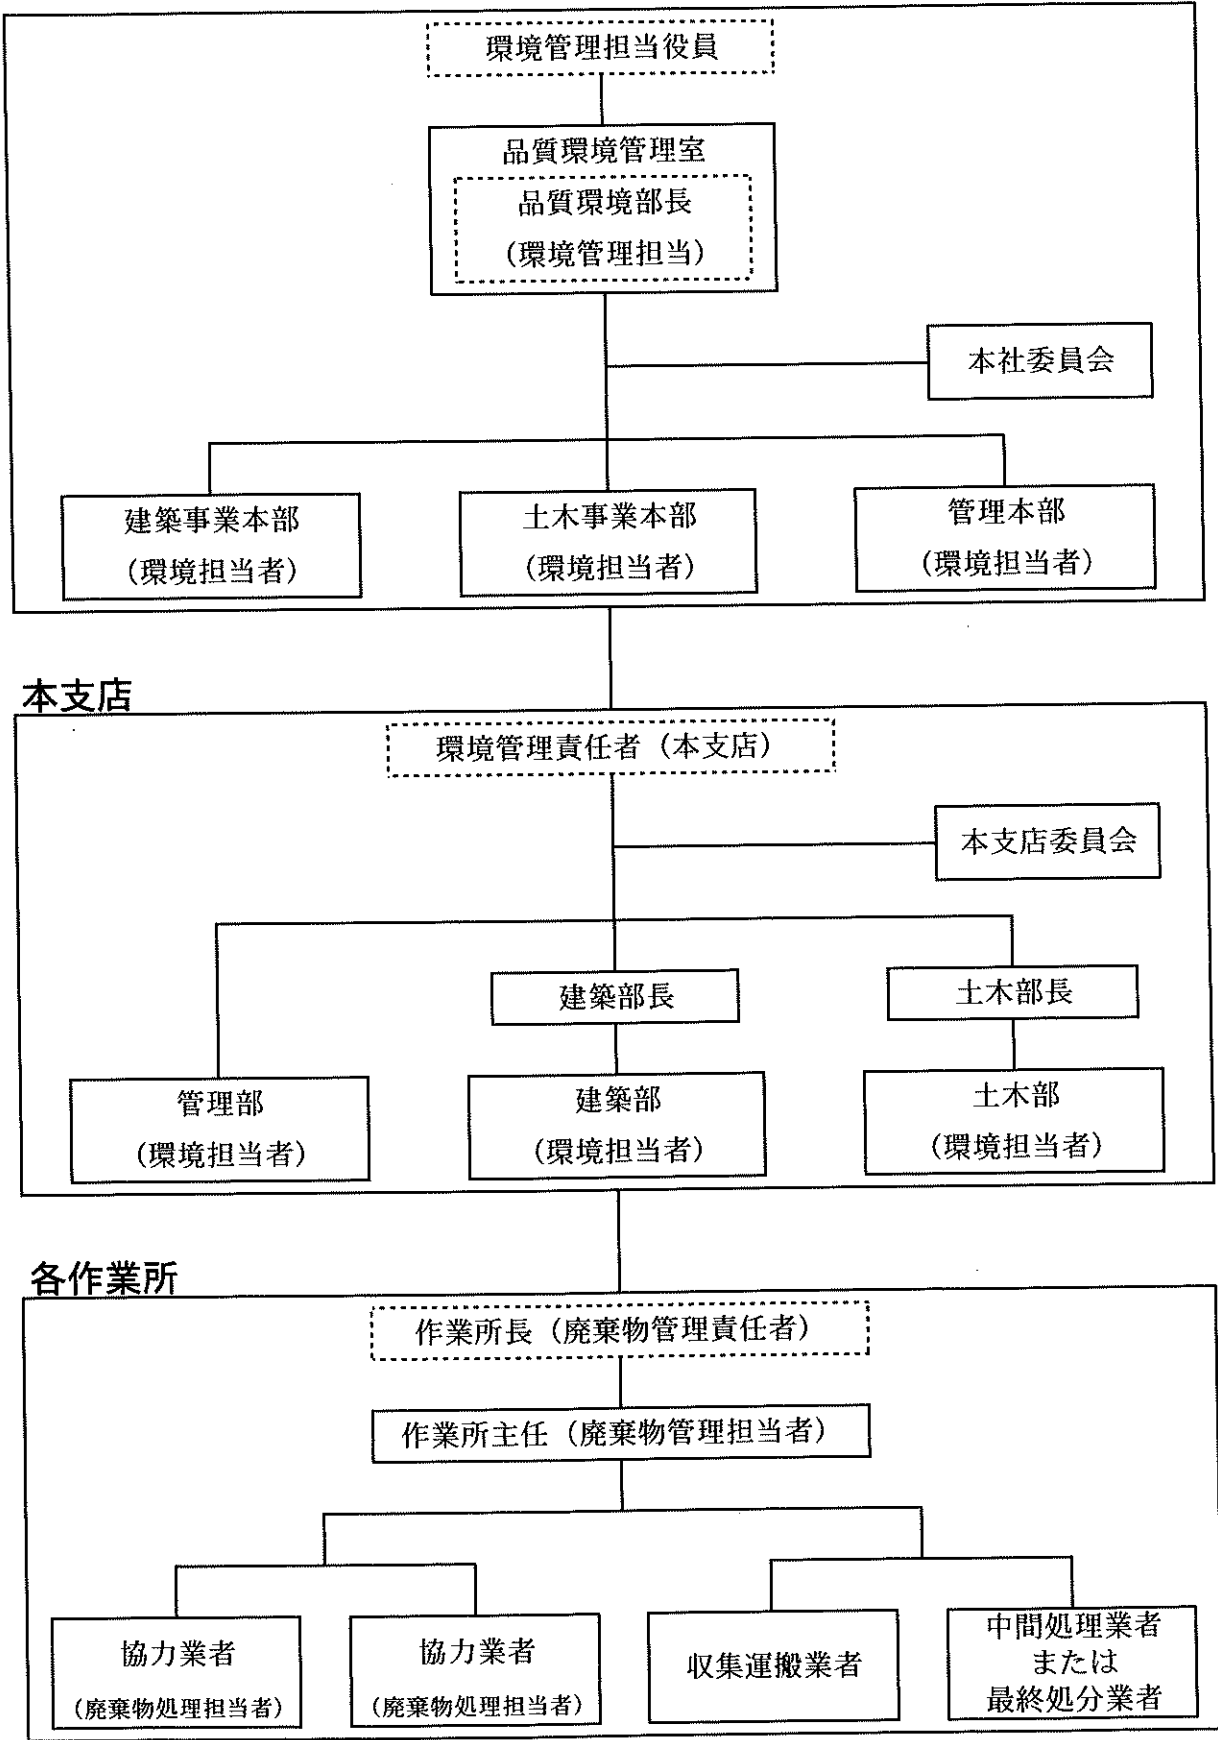 環境管理担当役員
品質環境管理室
品質環境部長
（環境管理担当）
本社委員会
建築事業本部
（環境担当者）
土木事業本部
（環境担当者）
管理本部
（環境担当者）
本支店
環境管理責任者（本支店）
本支店委員会
建築部長
土木部長
管理部
（環境担当者）
建築部
（環境担当者）
土木部
（環境担当者）
各作業所
作業所長（廃棄物管理責任者）
作業所主任（廃棄物管理担当者）
協力業者
（廃棄物処理担当者）
協力業者
（廃棄物処理担当者）
収集運搬業者
中間処理業者
または
最終処分業者